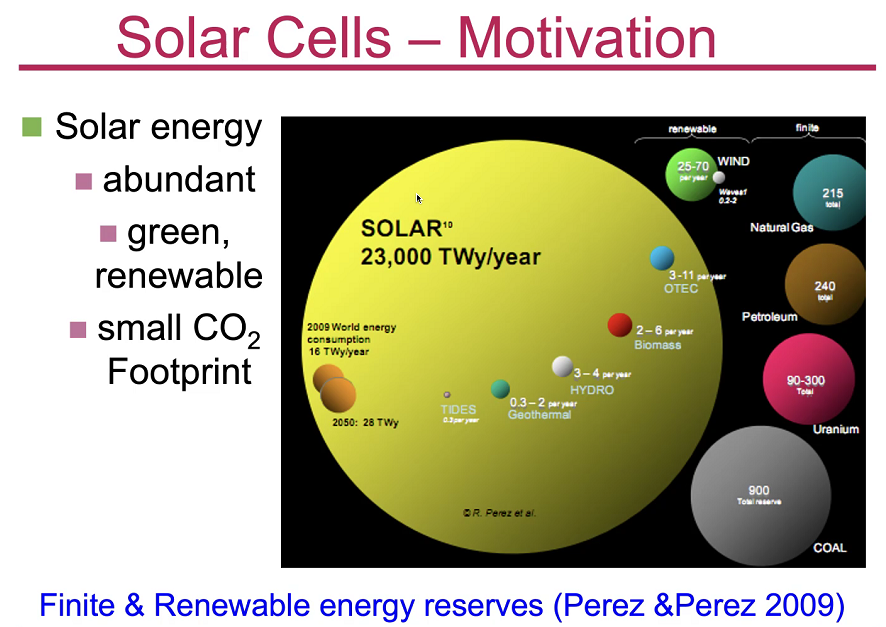 Solar Cells – Motivation
Solar energy
abundant
green,
renewable
small CO₂
Footprint
renewable
finite
25-70
per year
WIND
Waves1
0.2-2
215
total
Natural Gas
SOLAR¹⁰
23,000 TWy/year
3 -11 per year
OTEC
240
total
Petroleum
2009 World energy
consumption
16 TWy/year
2 – 6 per year
Biomass
3 – 4 per year
HYDRO
90-300
Total
Uranium
TIDES
0.3 per year
0.3 – 2 per year
Geothermal
2050: 28 TWy
900
Total reserve
COAL
© R. Perez et al.
Finite & Renewable energy reserves (Perez &Perez 2009)